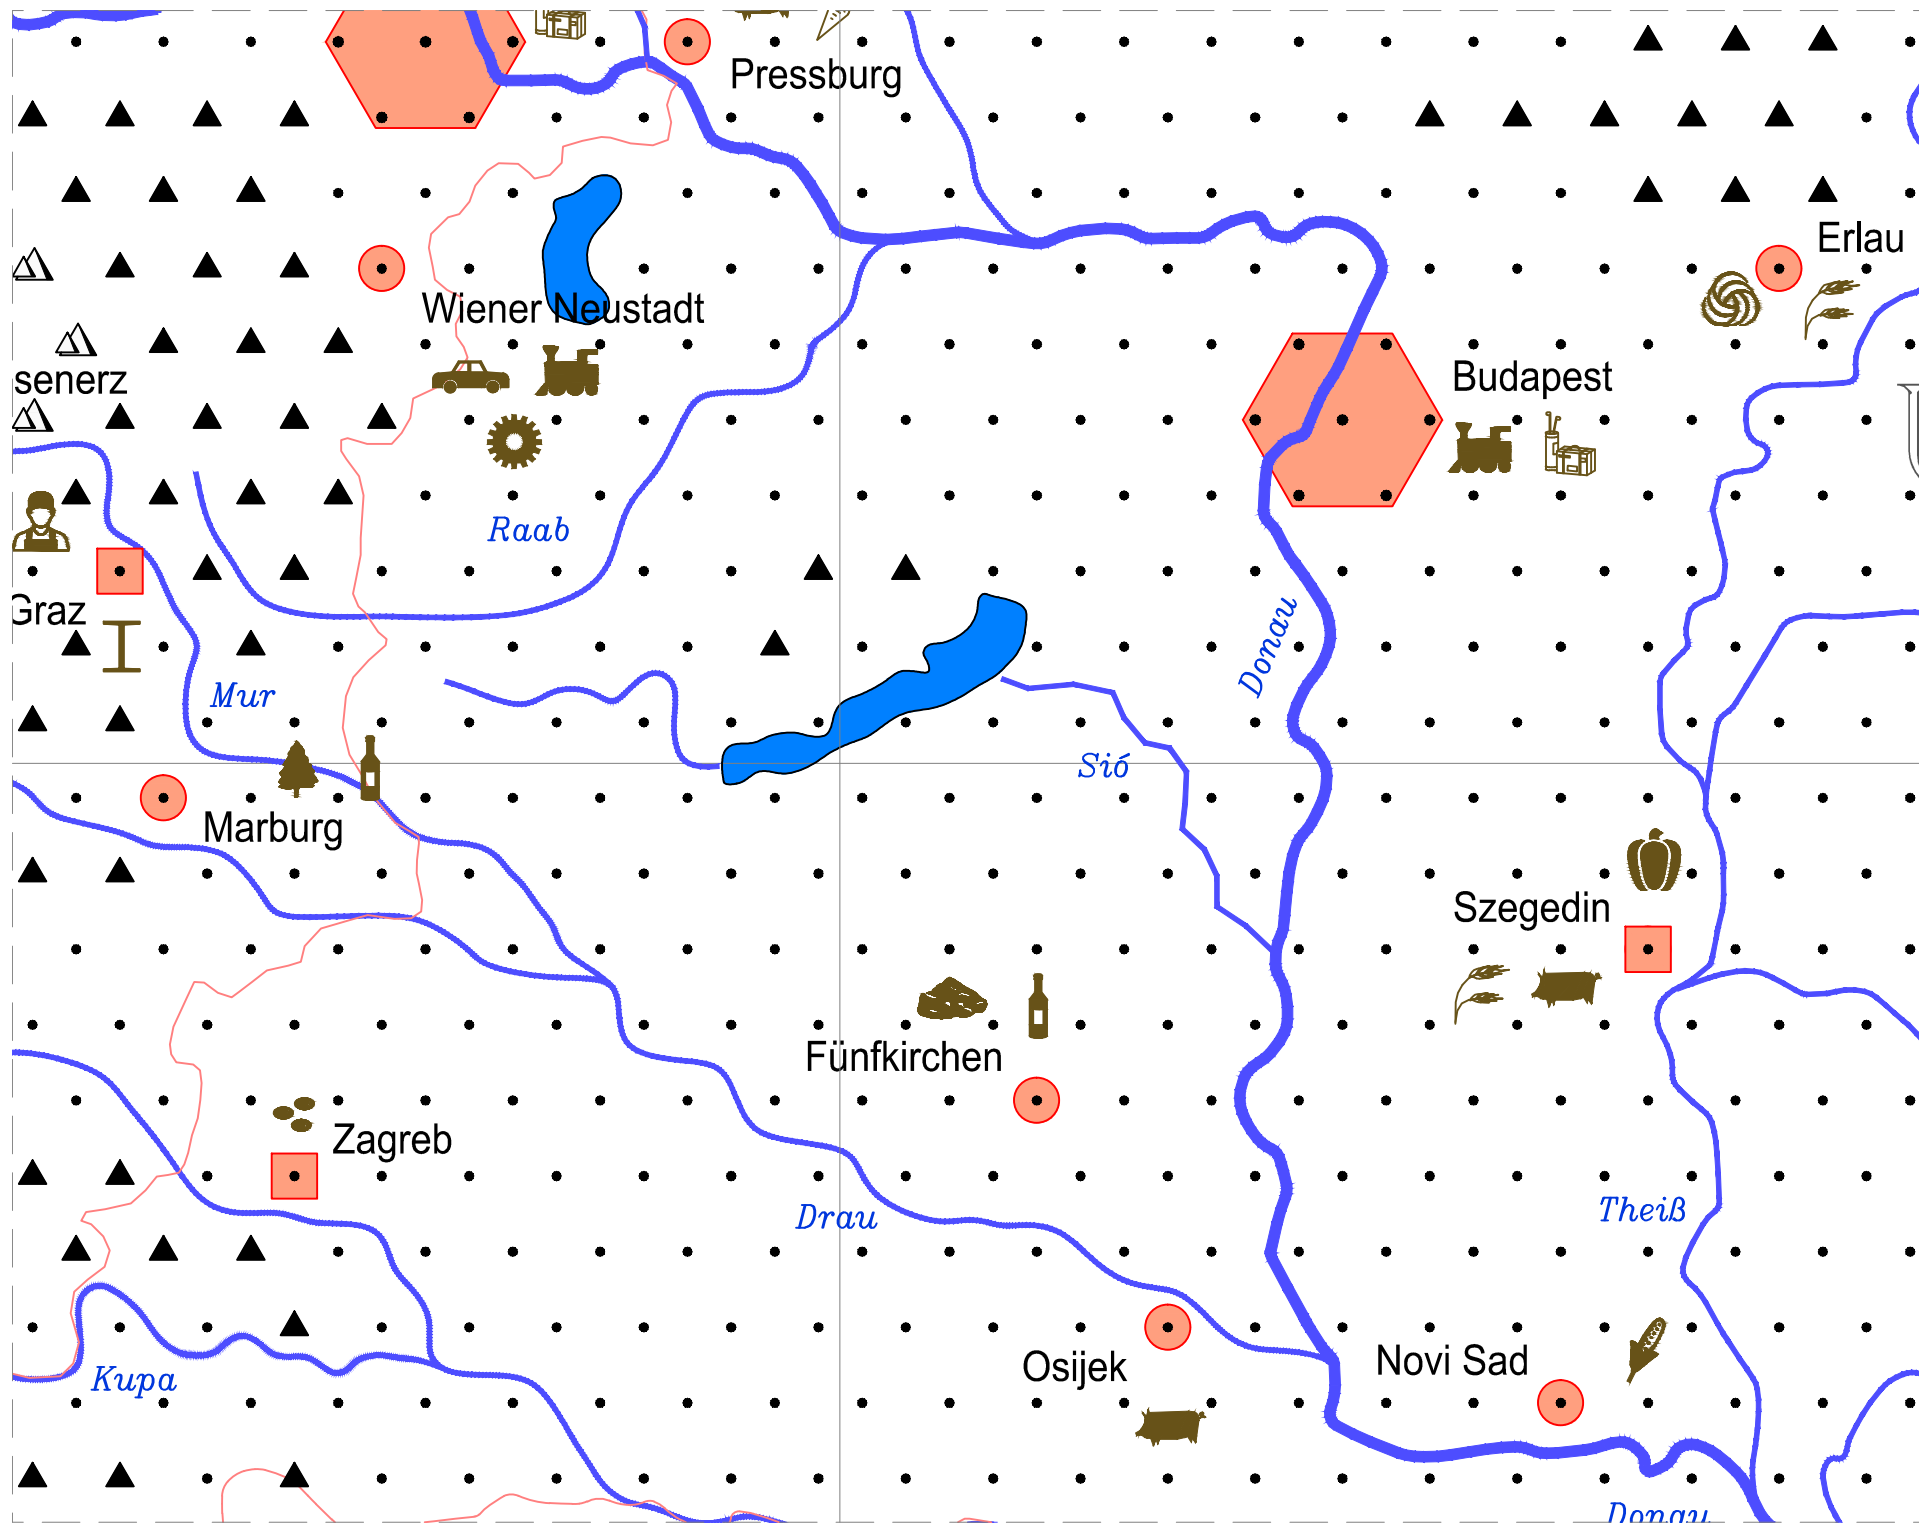 Pressburg
Erlau
Wiener Neustadt
senerz
Budapest
Raab
Graz
Donau
Mur
Sió
Marburg
Szegedin
Fünfkirchen
Zagreb
Drau
Theiß
Osijek
Novi Sad
Kupa
Donau